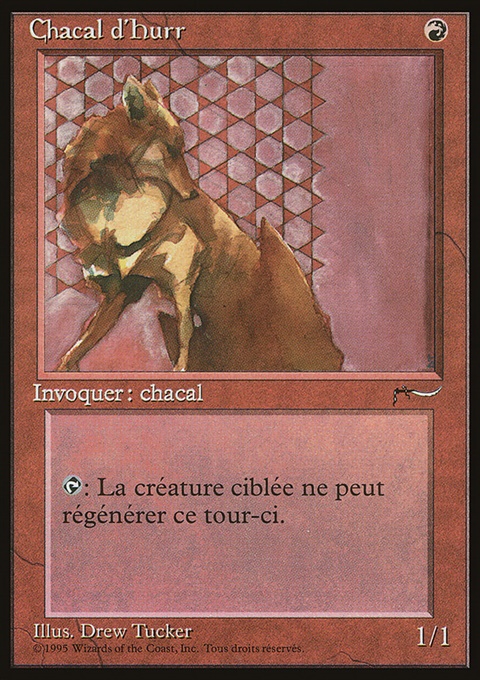 Chacal d'hurr
Invoquer : chacal
: La créature ciblée ne peut
régénérer ce tour-ci.
Illus. Drew Tucker
1/1
©1995 Wizards of the Coast, Inc. Tous droits réservés.